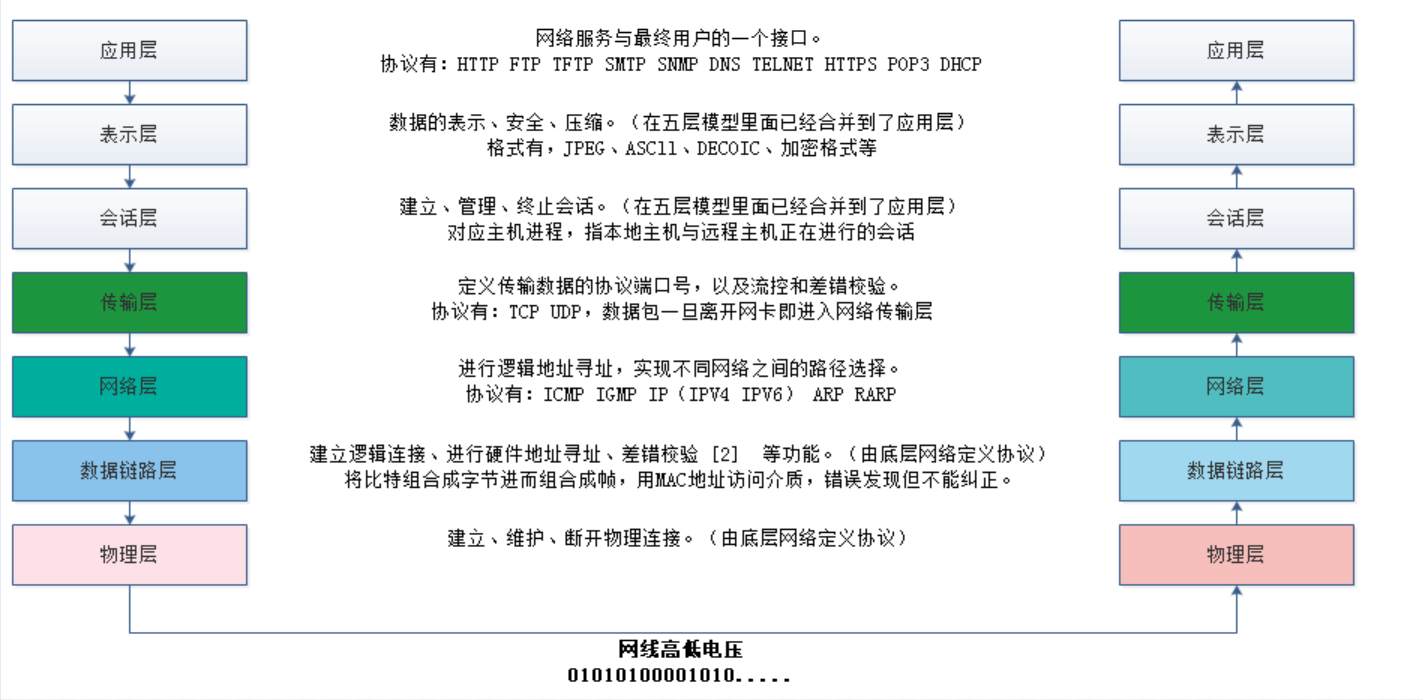 应用层
网络服务与最终用户的一个接口。
协议有: HTTP FTP TFTP SMTP SNMP DNS TELNET HTTPS POP3 DHCP
应用层
表示层
数据的表示、安全、压缩。（在五层模型里面已经合并到了应用层）
格式有，JPEG、ASCll、DECOIC、加密格式等
表示层
会话层
建立、管理、终止会话。（在五层模型里面已经合并到了应用层）
对应主机进程，指本地主机与远程主机正在进行的会话
会话层
传输层
定义传输数据的协议端口号，以及流控和差错校验。
协议有: TCP UDP，数据包一旦离开网卡即进入网络传输层
传输层
网络层
进行逻辑地址寻址，实现不同网络之间的路径选择。
协议有: ICMP IGMP IP（IPV4 IPV6） ARP RARP
网络层
数据链路层
建立逻辑连接、进行硬件地址寻址、差错校验 [2] 等功能。（由底层网络定义协议）
将比特组合成字节进而组合成帧，用MAC地址访问介质，错误发现但不能纠正。
数据链路层
物理层
建立、维护、断开物理连接。（由底层网络定义协议）
物理层
网线高低电压
01010100001010.....